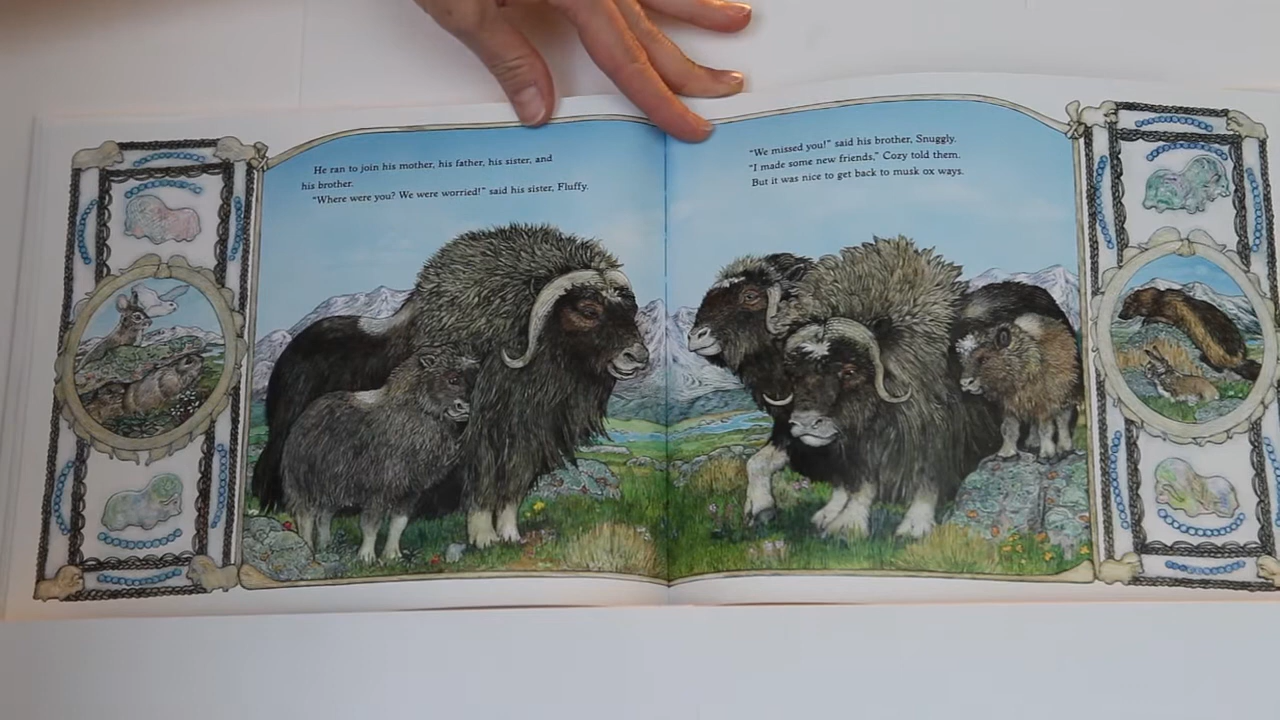 He ran to join his mother, his father, his sister, and
his brother.
"Where were you? We were worried!" said his sister, Fluffy.
"We missed you!" said his brother, Snuggly.
"I made some new friends," Cozy told them.
But it was nice to get back to musk ox ways.